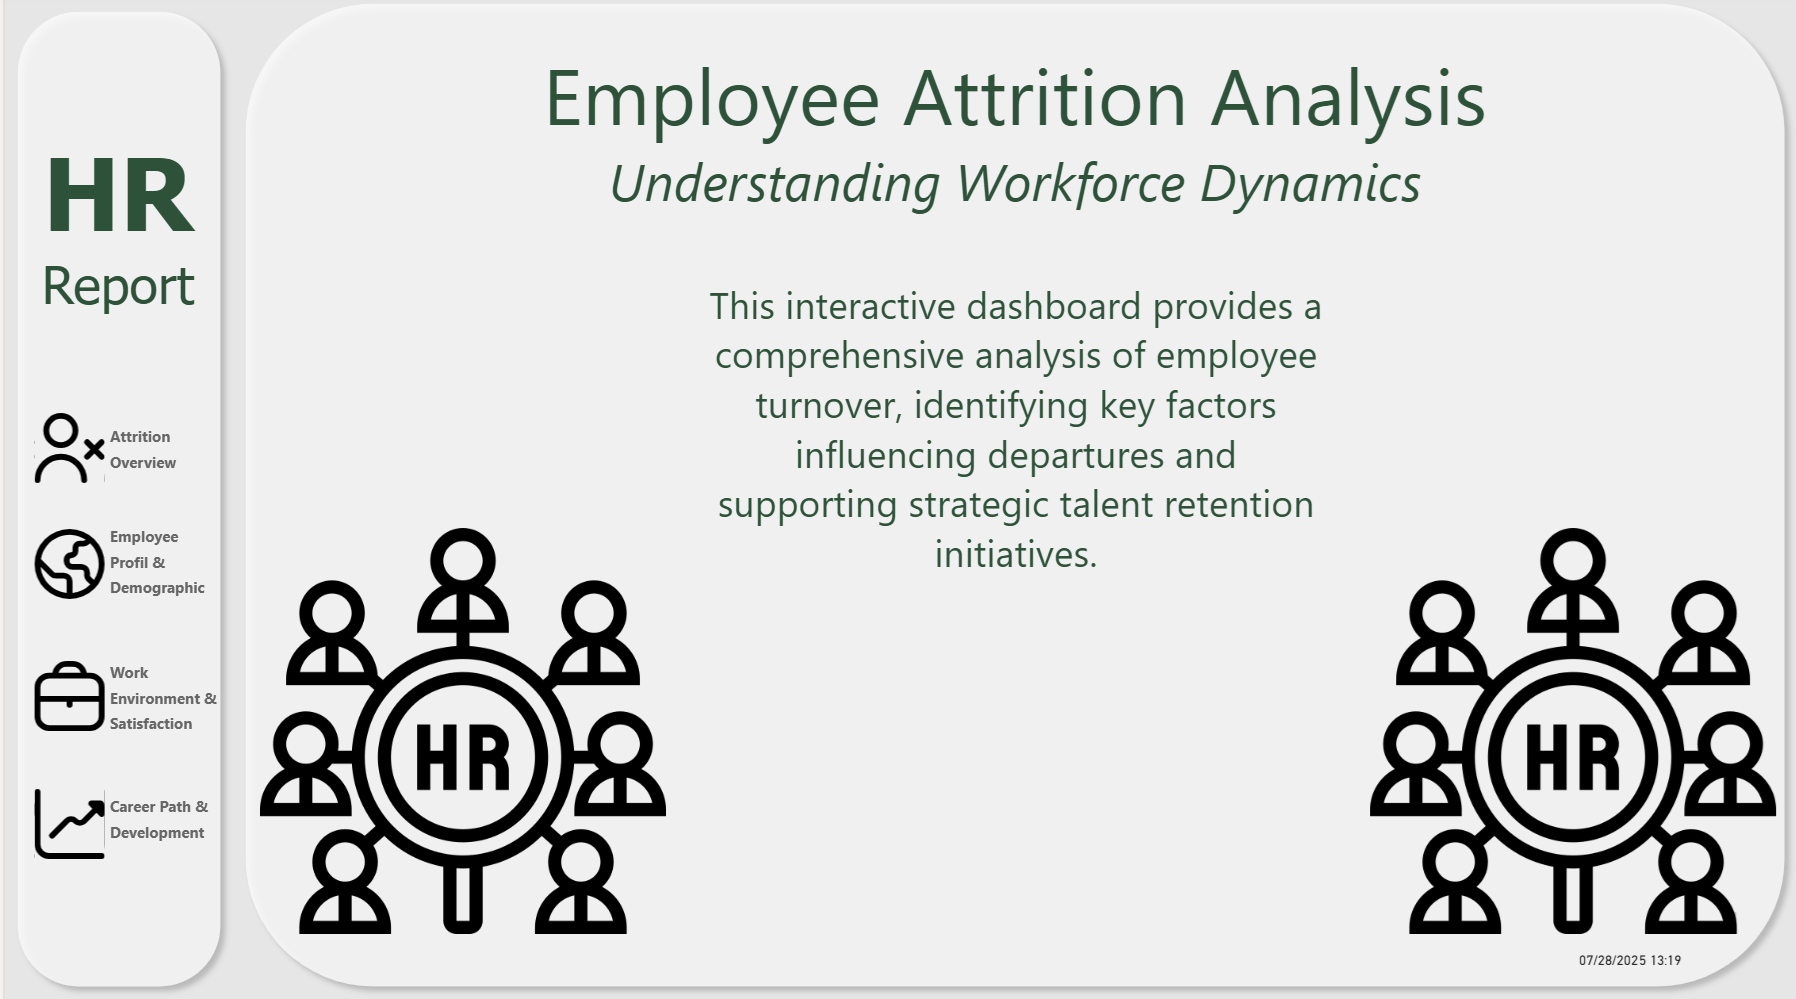 HR
Report
Attrition
Overview
Employee
Profil &
Demographic
Work
Environment &
Satisfaction
Career Path &
Development
Employee Attrition Analysis
Understanding Workforce Dynamics
This interactive dashboard provides a
comprehensive analysis of employee
turnover, identifying key factors
influencing departures and
supporting strategic talent retention
initiatives.
HR
HR
07/28/2025 13:19